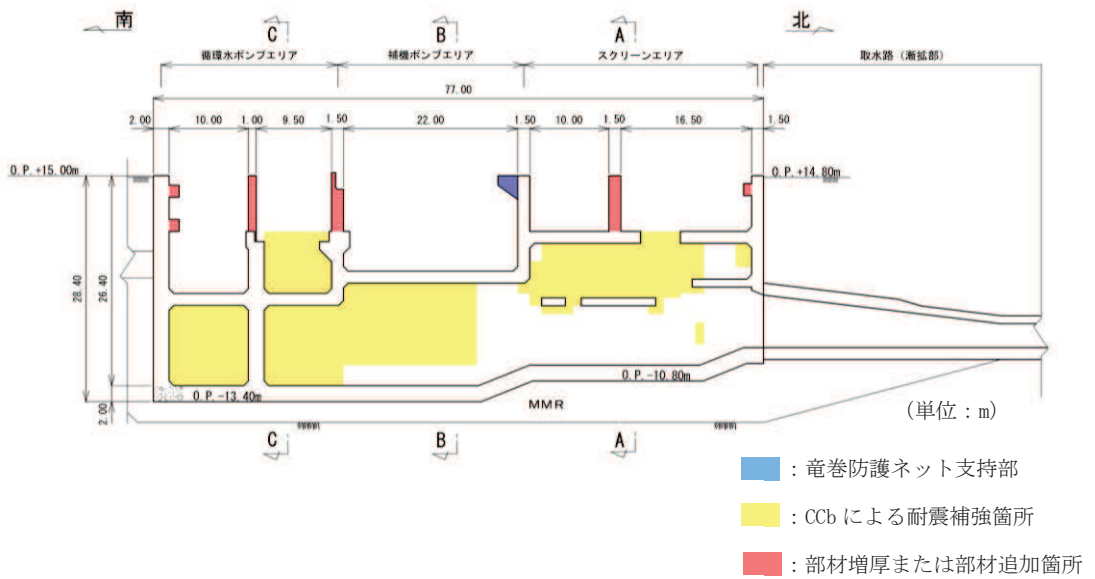 南 北
C B A
循環水ポンプエリア 補機ポンプエリア スクリーンエリア 取水路（漸拡部）
77.00
2.00 10.00 1.00 9.50 1.50 22.00 1.50 10.00 1.50 16.50 1.50
O.P.+15.00m O.P.+14.80m
28.40 26.40
O.P.-10.80m
O.P.-13.40m
2.00
MMR
（単位：m）
C B A
：竜巻防護ネット支持部
：CCb による耐震補強箇所
：部材増厚または部材追加箇所